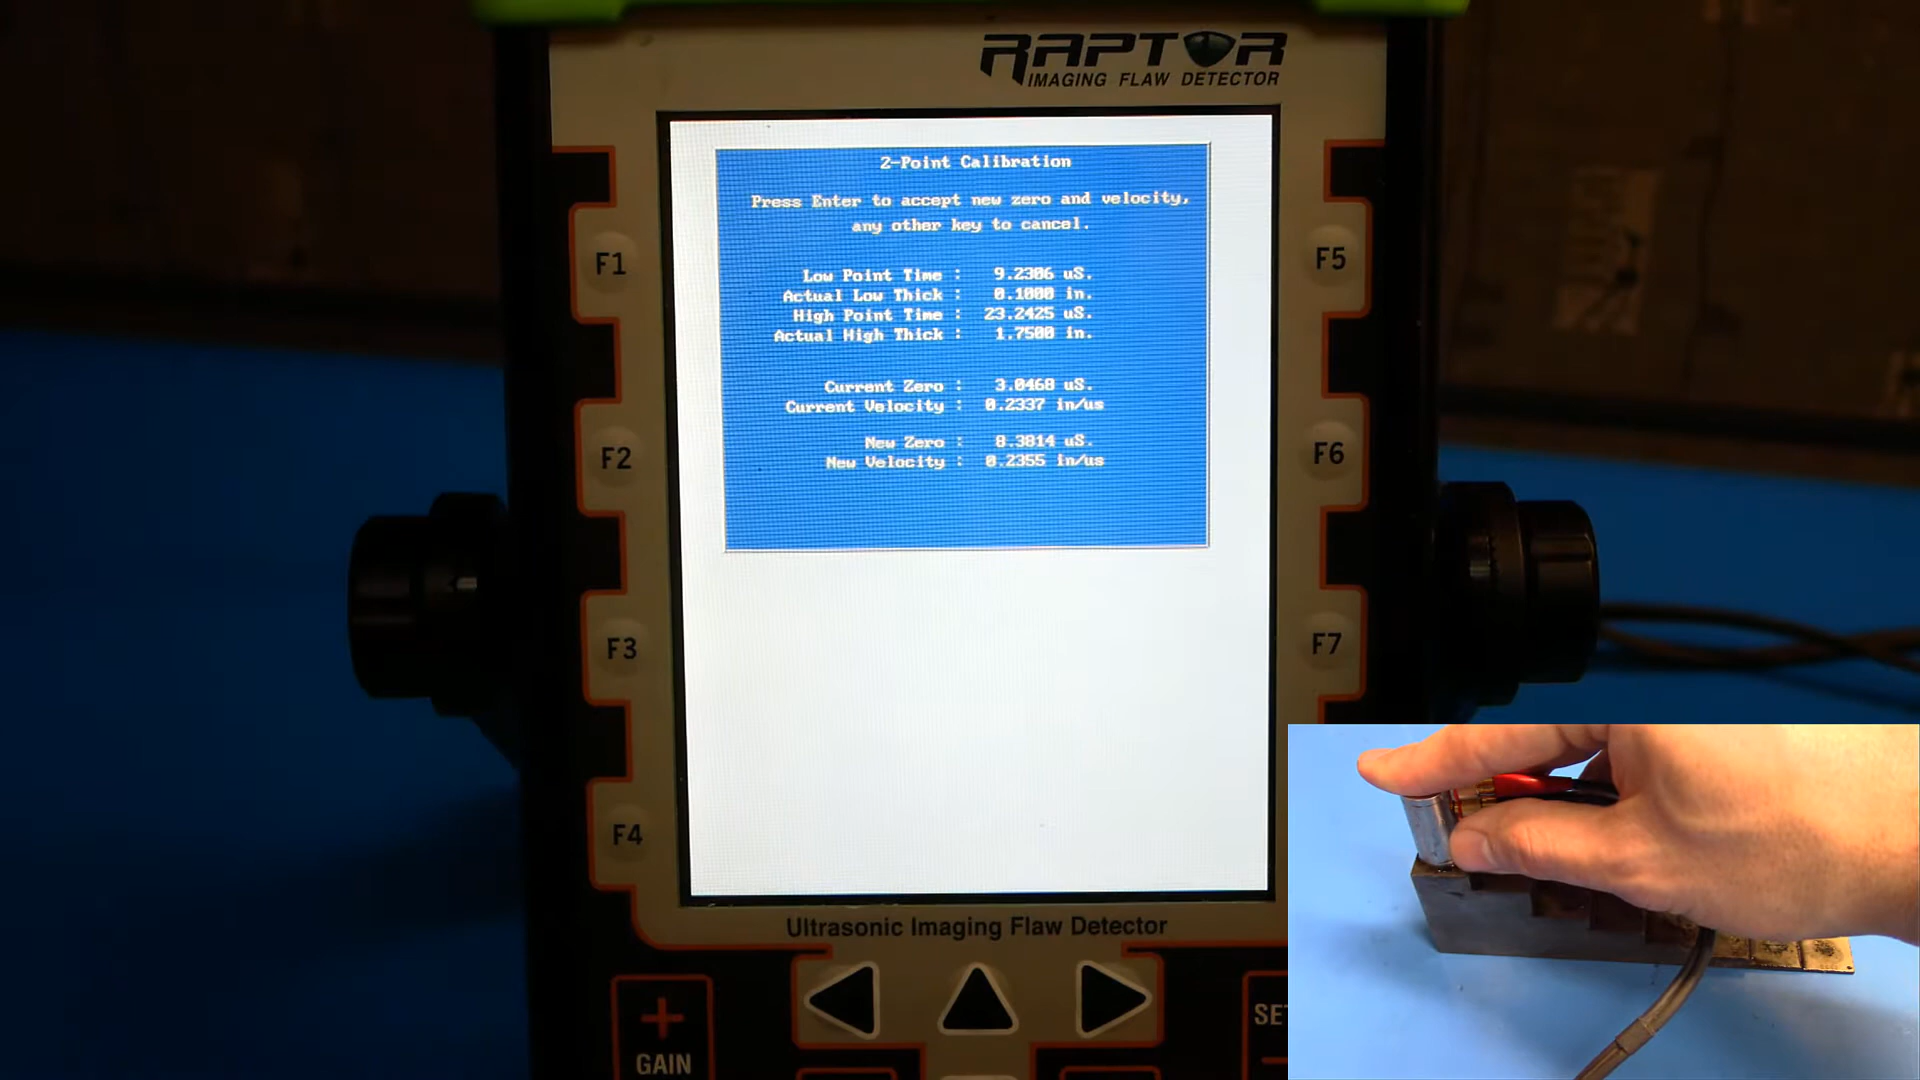 RAPTOR
IMAGING FLAW DETECTOR
2-Point Calibration
Press Enter to accept new zero and velocity,
any other key to cancel.
Low Point Time : 9.2306 uS.
Actual Low Thick : 0.1000 in.
High Point Time : 23.2425 uS.
Actual High Thick : 1.7500 in.
Current Zero : 3.0468 uS.
Current Velocity : 0.2337 in/us
New Zero : 8.3814 uS.
New Velocity : 0.2355 in/us
F1
F5
F2
F6
F3
F7
F4
Ultrasonic Imaging Flaw Detector
+
GAIN
SET